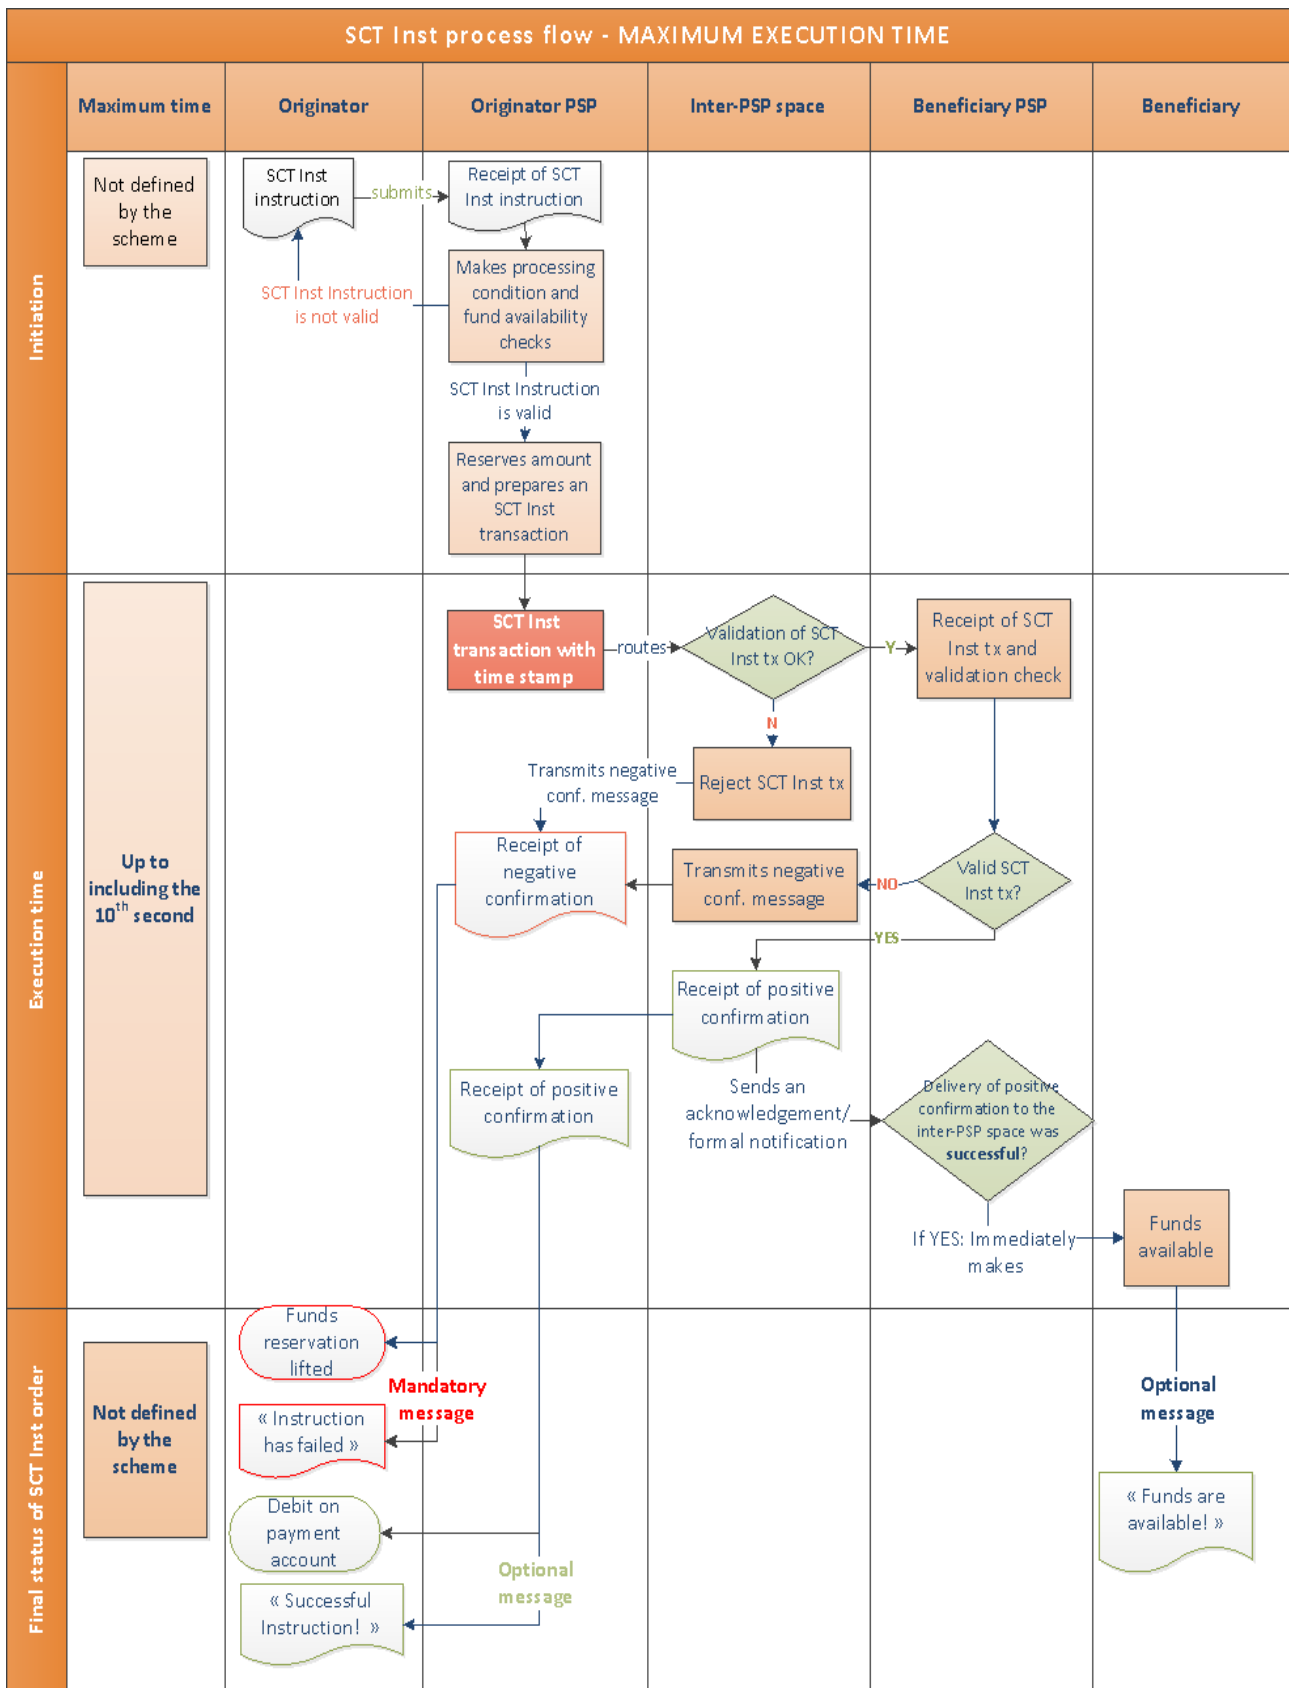 SCT Inst process flow - MAXIMUM EXECUTION TIME
Maximum time
Originator
Originator PSP
Inter-PSP space
Beneficiary PSP
Beneficiary
Initiation
Not defined
by the
scheme
SCT Inst
instruction
submits
Receipt of SCT
Inst instruction
SCT Inst Instruction
is not valid
Makes processing
condition and
fund availability
checks
SCT Inst Instruction
is valid
Reserves amount
and prepares an
SCT Inst
transaction
Execution time
Up to
including the
10th second
SCT Inst
transaction with
time stamp
routes
Validation of SCT
Inst tx OK?
Y
Receipt of SCT
Inst tx and
validation check
N
Transmits negative
conf. message
Reject SCT Inst tx
Receipt of
negative
confirmation
Transmits negative
conf. message
NO
Valid SCT
Inst tx?
YES
Receipt of positive
confirmation
Receipt of positive
confirmation
Sends an
acknowledgement/
formal notification
Delivery of positive
confirmation to the
inter-PSP space was
successful?
If YES: Immediately
makes
Funds
available
Final status of SCT Inst order
Not defined
by the
scheme
Funds
reservation
lifted
Mandatory
message
« Instruction
has failed »
Debit on
payment
account
Optional
message
« Successful
Instruction! »
Optional
message
« Funds are
available! »